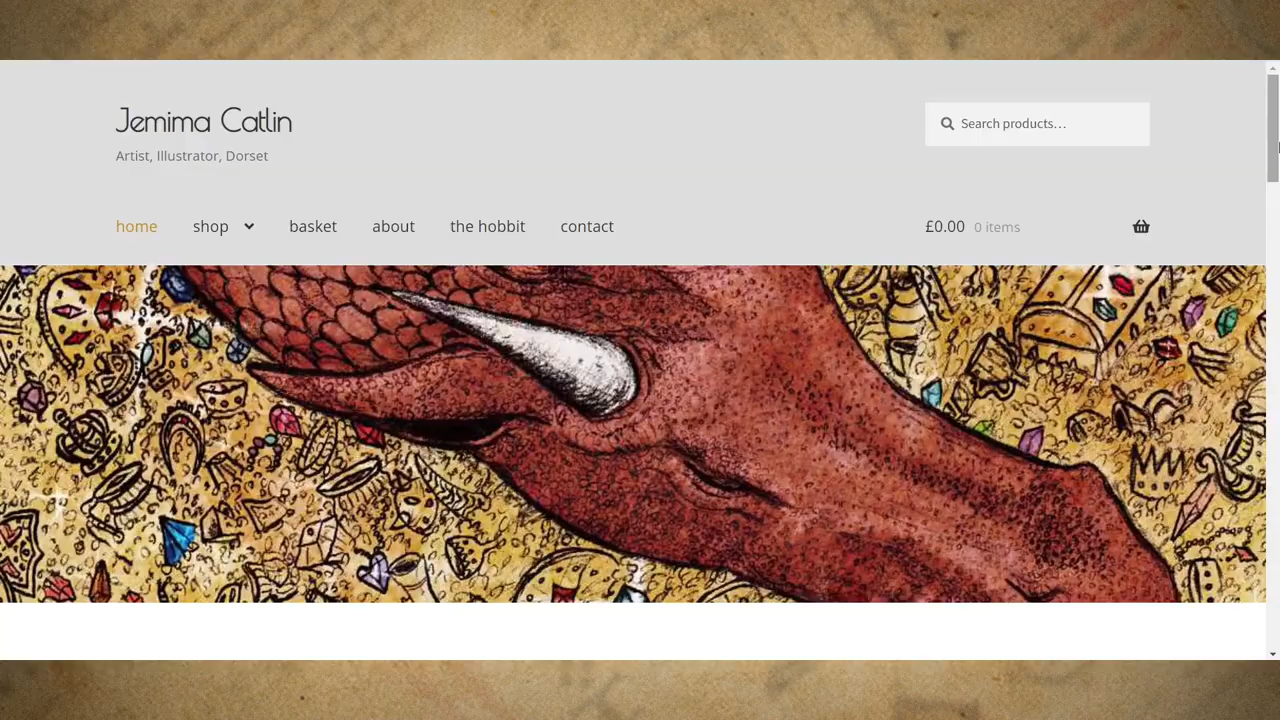 Jemima Catlin
Artist, Illustrator, Dorset
Search products…
home shop basket about the hobbit contact
£0.00 0 items